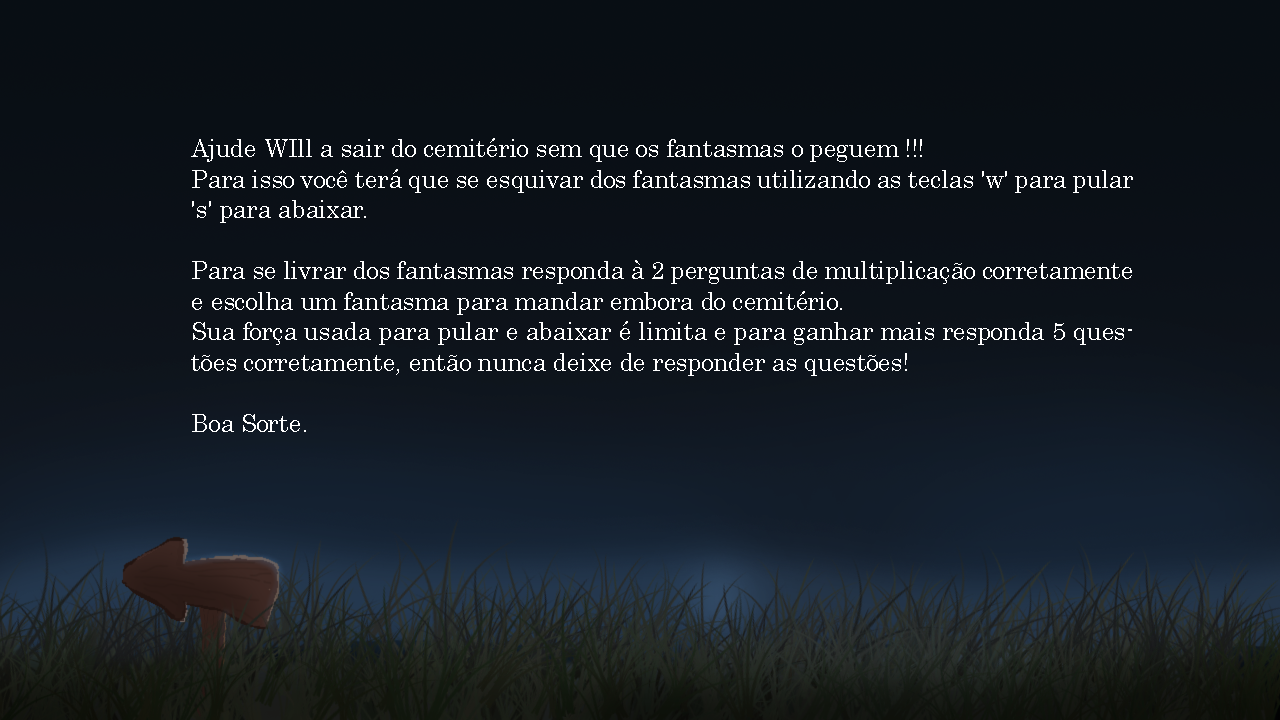 Ajude WIll a sair do cemitério sem que os fantasmas o peguem !!!
Para isso você terá que se esquivar dos fantasmas utilizando as teclas 'w' para pular
's' para abaixar.
Para se livrar dos fantasmas responda à 2 perguntas de multiplicação corretamente
e escolha um fantasma para mandar embora do cemitério.
Sua força usada para pular e abaixar é limita e para ganhar mais responda 5 ques-
tões corretamente, então nunca deixe de responder as questões!
Boa Sorte.